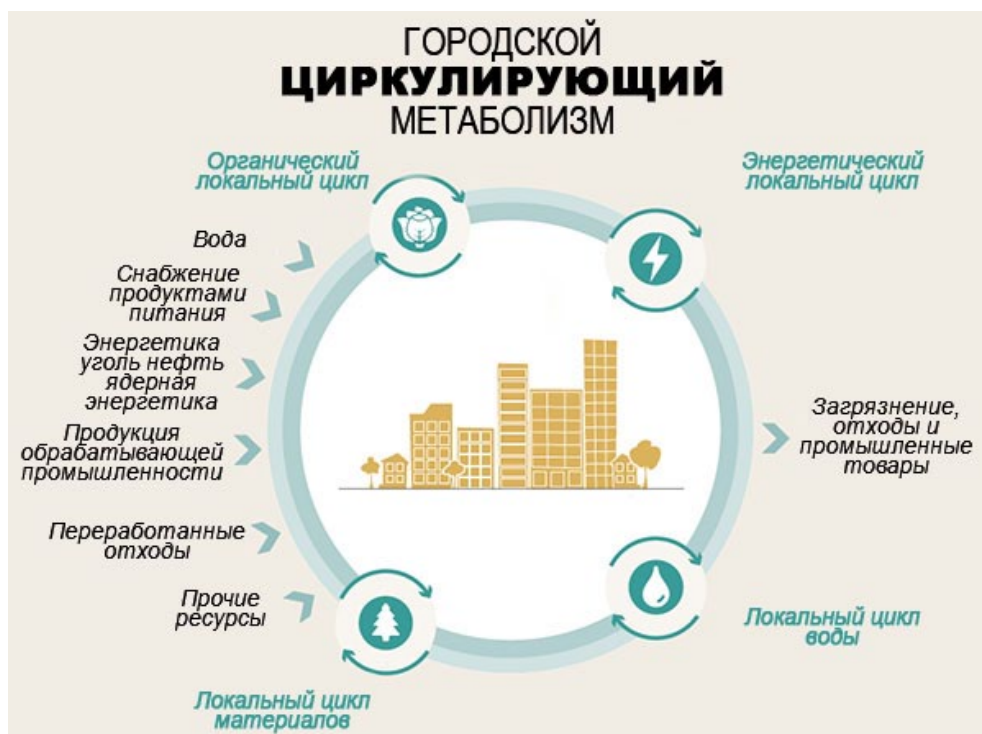 ГОРОДСКОЙ
ЦИРКУЛИРУЮЩИЙ
МЕТАБОЛИЗМ
Органический
локальный цикл
Энергетический
локальный цикл
Вода
Снабжение
продуктами
питания
Энергетика
уголь нефть
ядерная
энергетика
Продукция
обрабатывающей
промышленности
Переработанные
отходы
Прочие
ресурсы
Загрязнение,
отходы и
промышленные
товары
Локальный цикл
воды
Локальный цикл
материалов